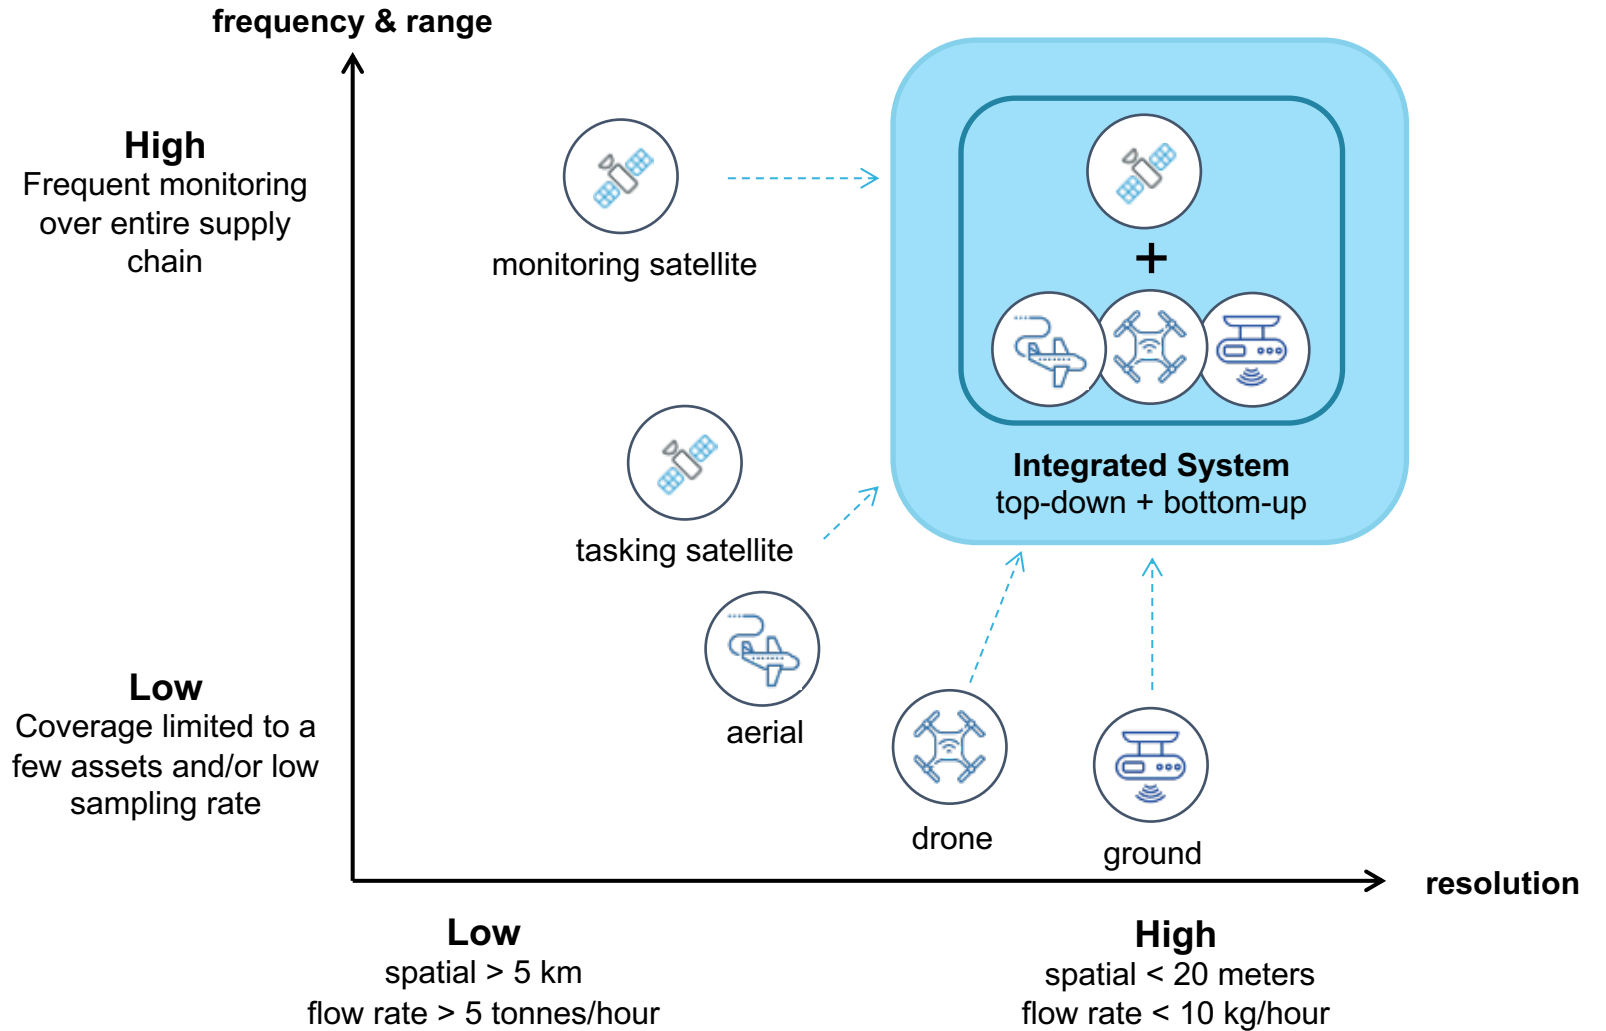 frequency & range
High
Frequent monitoring
over entire supply
chain
monitoring satellite
+
Integrated System
top-down + bottom-up
tasking satellite
Low
Coverage limited to a
few assets and/or low
sampling rate
aerial
drone
ground
resolution
Low
spatial > 5 km
flow rate > 5 tonnes/hour
High
spatial < 20 meters
flow rate < 10 kg/hour